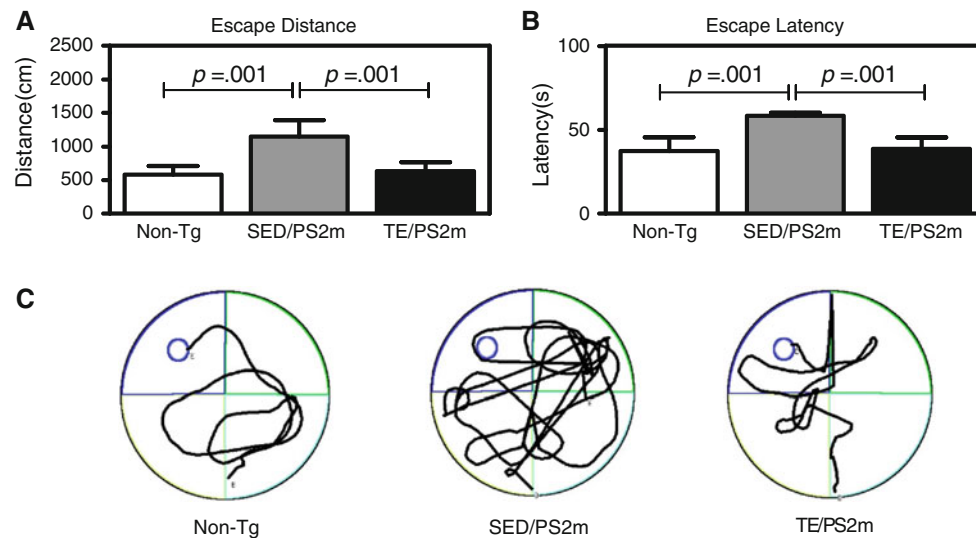 A
Escape Distance
Distance(cm)
2500
2000
1500
1000
500
0
p =.001
p =.001
Non-Tg
SED/PS2m
TE/PS2m
B
Escape Latency
Latency(s)
100
50
0
p =.001
p =.001
Non-Tg
SED/PS2m
TE/PS2m
C
Non-Tg
SED/PS2m
TE/PS2m